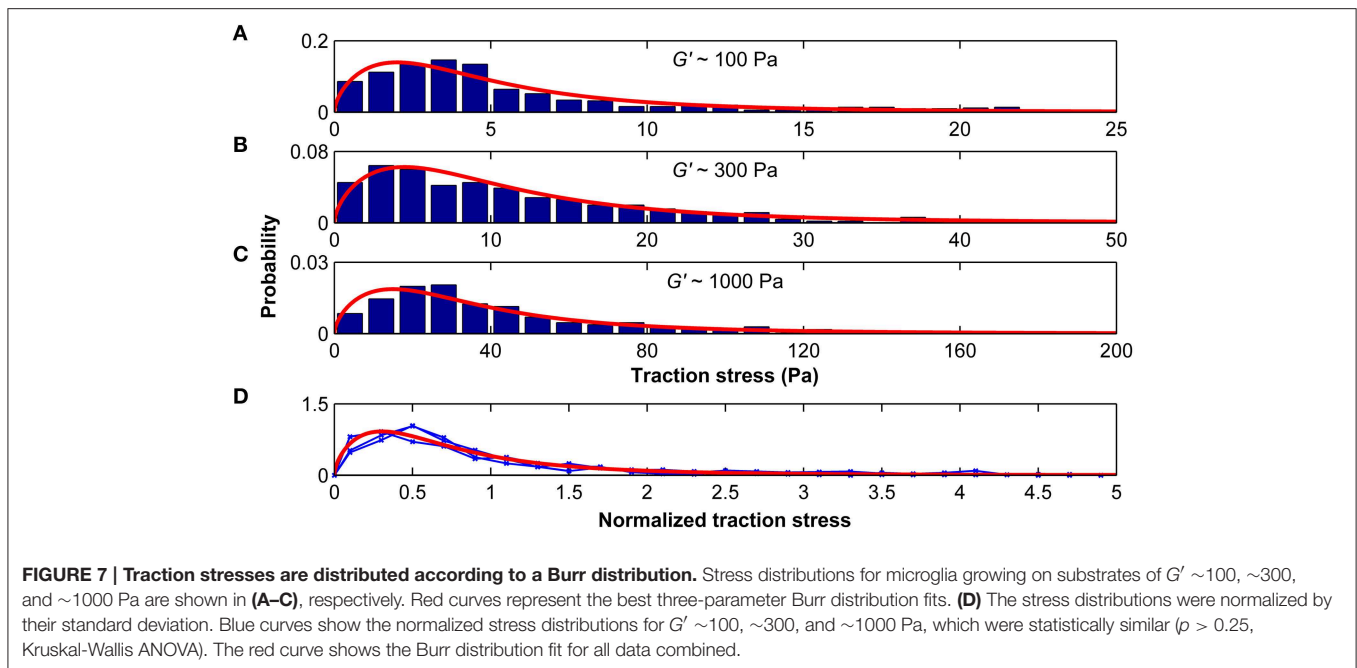 A
0.2
0
G′ ~ 100 Pa
0 5 10 15 20 25
B
0.08
0
G′ ~ 300 Pa
0 10 20 30 40 50
C
0.03
0
G′ ~ 1000 Pa
0 40 80 120 160 200
Probability
Traction stress (Pa)
D
1.5
0
0 0.5 1 1.5 2 2.5 3 3.5 4 4.5 5
Normalized traction stress
FIGURE 7 | Traction stresses are distributed according to a Burr distribution. Stress distributions for microglia growing on substrates of G′ ~100, ~300,
and ~1000 Pa are shown in (A–C), respectively. Red curves represent the best three-parameter Burr distribution fits. (D) The stress distributions were normalized by
their standard deviation. Blue curves show the normalized stress distributions for G′ ~100, ~300, and ~1000 Pa, which were statistically similar (p > 0.25,
Kruskal-Wallis ANOVA). The red curve shows the Burr distribution fit for all data combined.